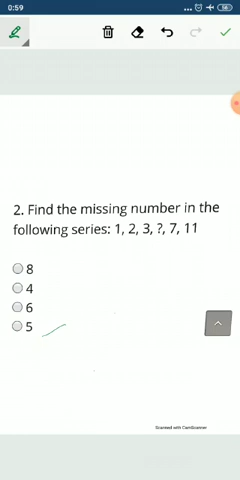 0:59
58
2. Find the missing number in the
following series: 1, 2, 3, ?, 7, 11
8
4
6
5
Scanned with CamScanner